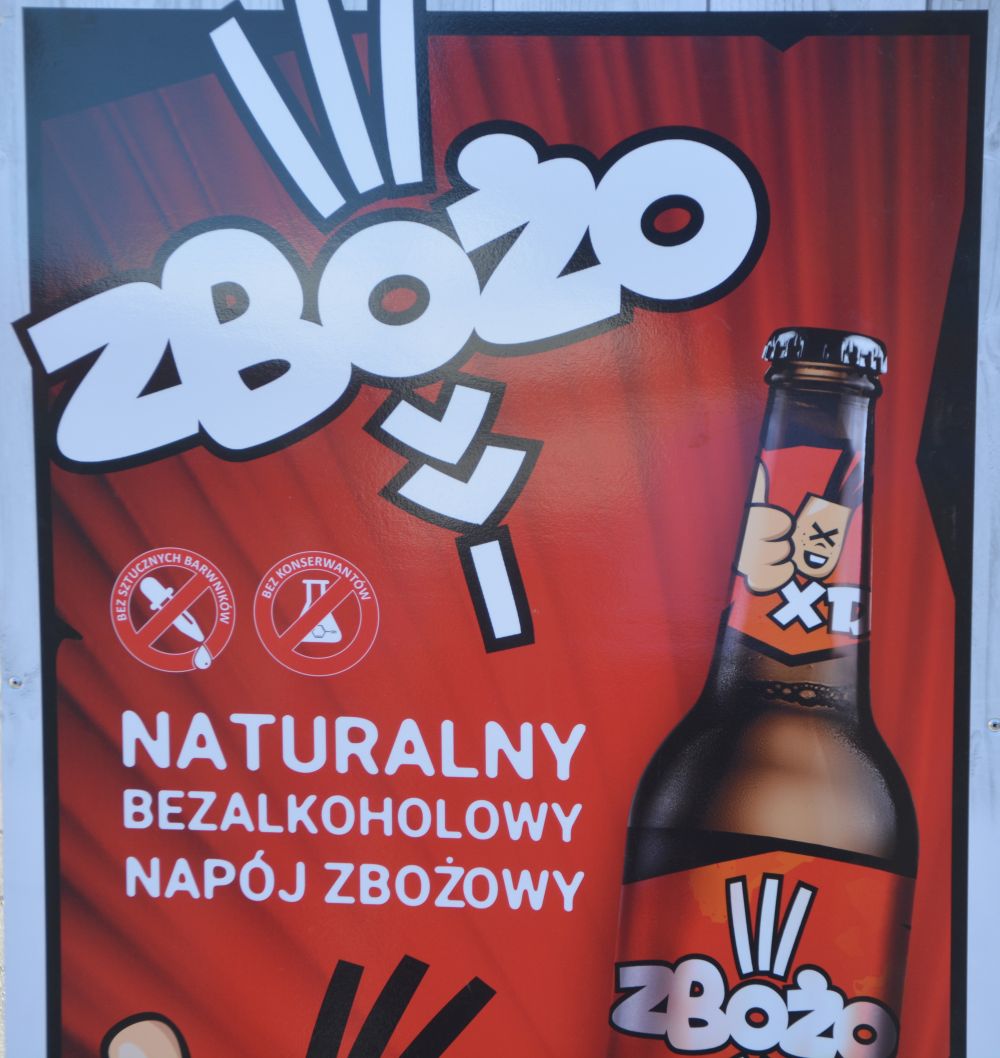 ZBOŻO
BEZ SZTUCZNYCH BARWNIKÓW
BEZ KONSERWANTÓW
NATURALNY
BEZALKOHOLOWY
NAPÓJ ZBOŻOWY
ZBOŻO